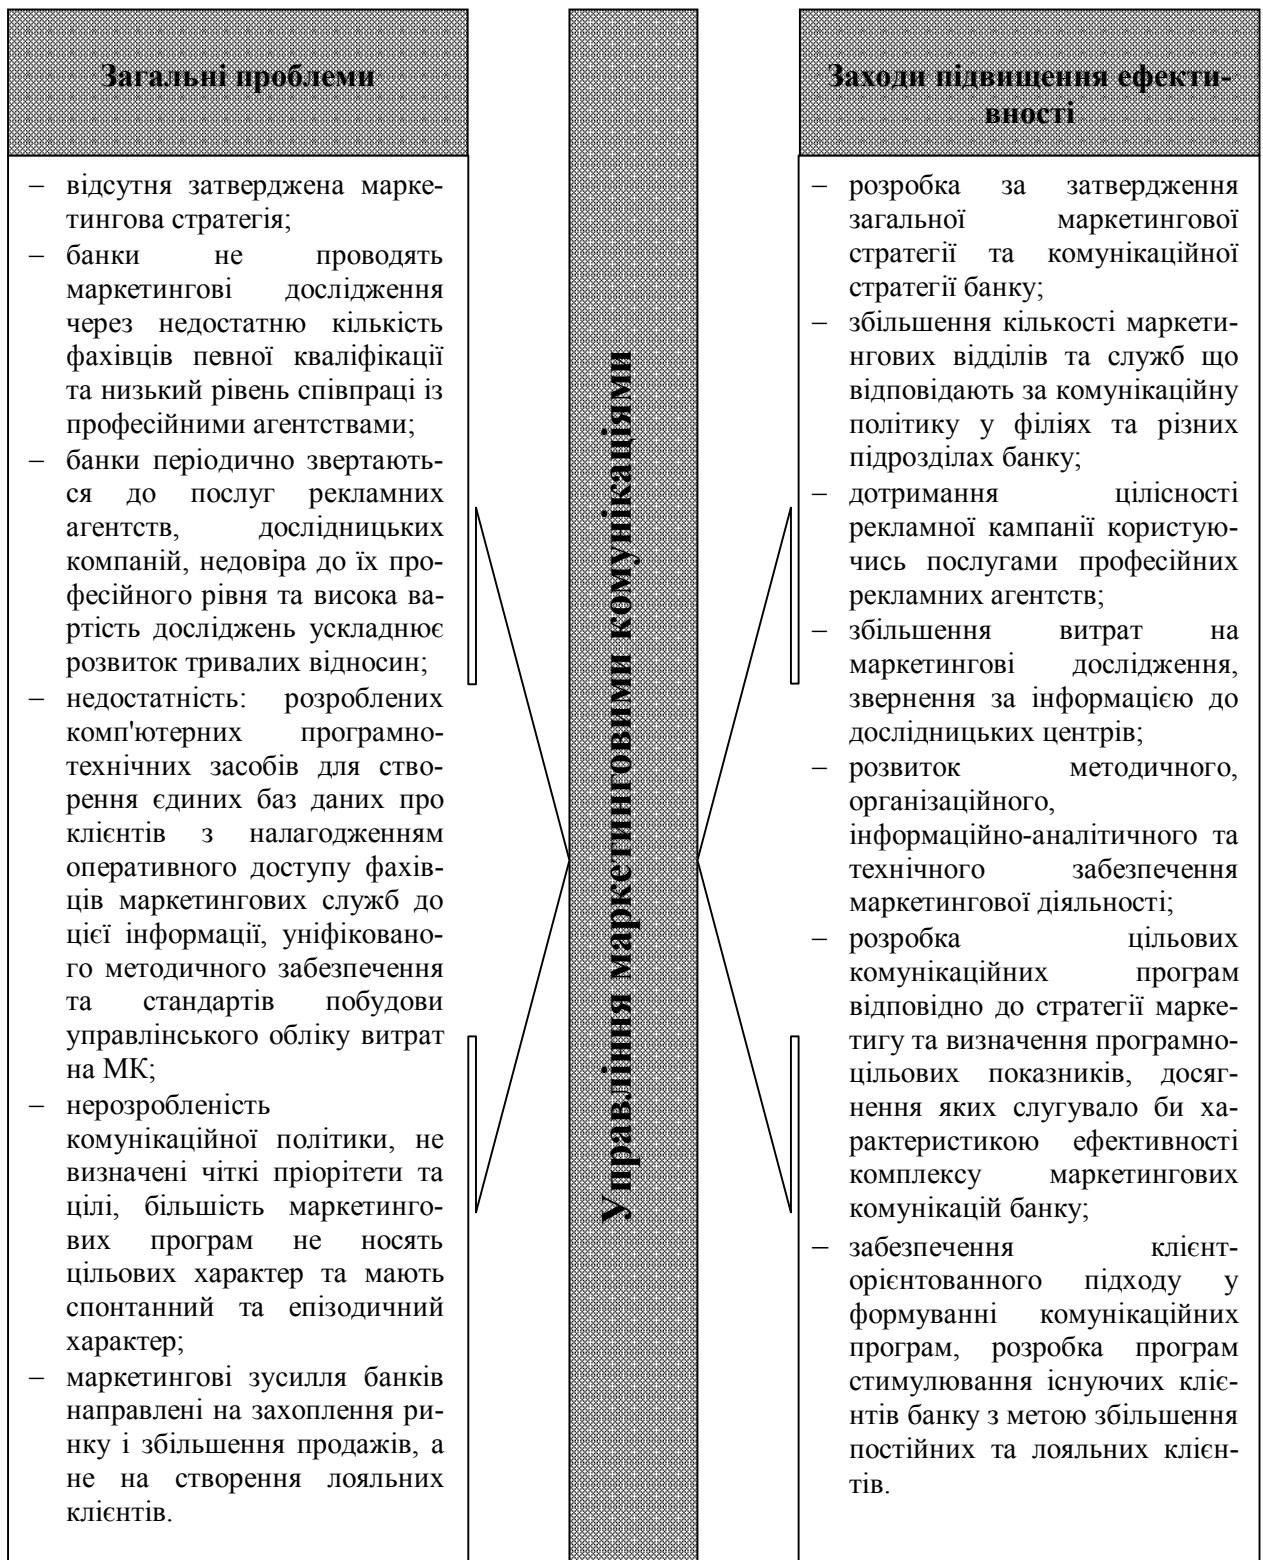 Загальні проблеми
– відсутня затверджена марке-
тингова стратегія;
– банки не проводять
маркетингові дослідження
через недостатню кількість
фахівців певної кваліфікації
та низький рівень співпраці із
професійними агентствами;
– банки періодично звертають-
ся до послуг рекламних
агентств, дослідницьких
компаній, недовіра до їх про-
фесійного рівня та висока ва-
ртість досліджень ускладнює
розвиток тривалих відносин;
– недостатність: розроблених
комп'ютерних програмно-
технічних засобів для ство-
рення єдиних баз даних про
клієнтів з налагодженням
оперативного доступу фахів-
ців маркетингових служб до
цієї інформації, уніфіковано-
го методичного забезпечення
та стандартів побудови
управлінського обліку витрат
на МК;
– нерозробленість
комунікаційної політики, не
визначені чіткі пріорітети та
цілі, більшість маркетинго-
вих програм не носять
цільових характер та мають
спонтанний та епізодичний
характер;
– маркетингові зусилля банків
направлені на захоплення ри-
нку і збільшення продажів, а
не на створення лояльних
клієнтів.
Управління маркетинговими комунікаціями
Заходи підвищення ефекти-
вності
– розробка за затвердження
загальної маркетингової
стратегії та комунікаційної
стратегії банку;
– збільшення кількості маркети-
нгових відділів та служб що
відповідають за комунікаційну
політику у філіях та різних
підрозділах банку;
– дотримання цілісності
рекламної кампанії користую-
чись послугами професійних
рекламних агентств;
– збільшення витрат на
маркетингові дослідження,
звернення за інформацією до
дослідницьких центрів;
– розвиток методичного,
організаційного,
інформаційно-аналітичного та
технічного забезпечення
маркетингової діяльності;
– розробка цільових
комунікаційних програм
відповідно до стратегії марке-
тигу та визначення програмно-
цільових показників, досяг-
нення яких слугувало би ха-
рактеристикою ефективності
комплексу маркетингових
комунікацій банку;
– забезпечення клієнт-
орієнтованого підходу у
формуванні комунікаційних
програм, розробка програм
стимулювання існуючих кліє-
нтів банку з метою збільшення
постійних та лояльних клієн-
тів.